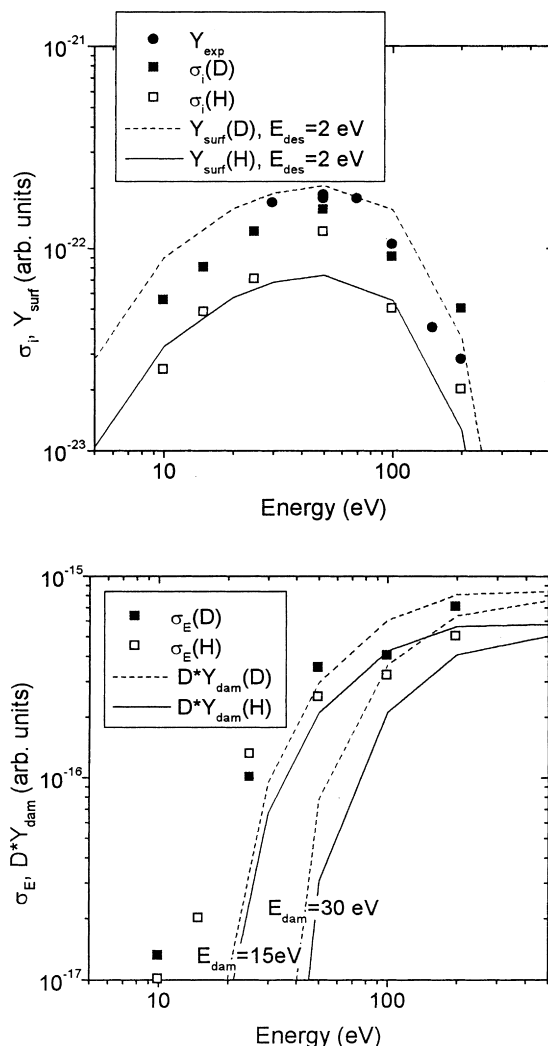 10⁻²¹
Y_exp
σ_i(D)
σ_i(H)
Y_surf(D), E_des=2 eV
Y_surf(H), E_des=2 eV
σ_i, Y_surf (arb. units)
10⁻²²
10⁻²³
10
100
Energy (eV)
10⁻¹⁵
σ_E(D)
σ_E(H)
D*Y_dam(D)
D*Y_dam(H)
σ_E, D*Y_dam (arb. units)
10⁻¹⁶
E_dam=30 eV
E_dam=15eV
10⁻¹⁷
10
100
Energy (eV)